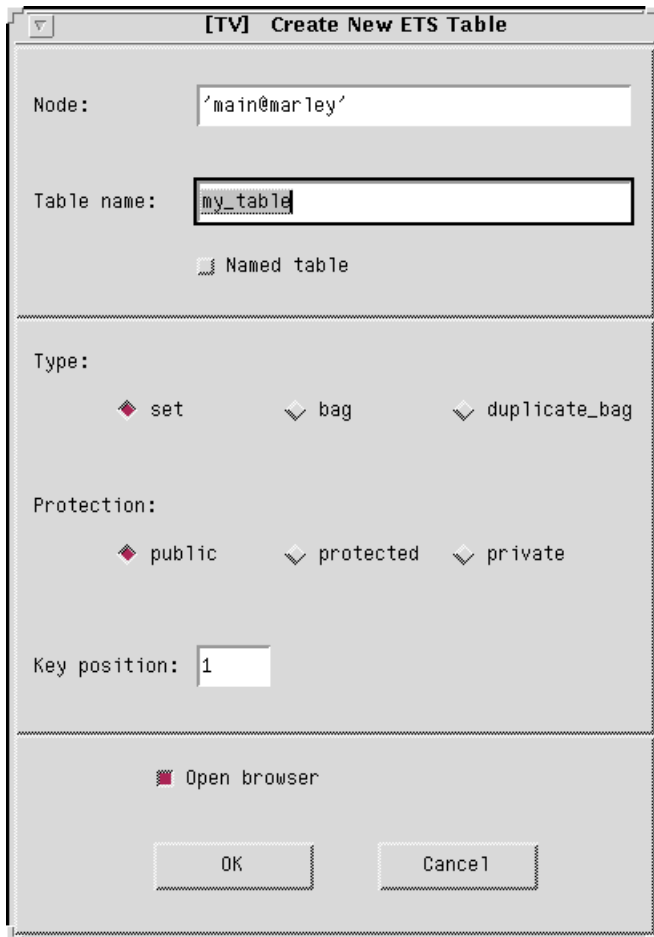 [TV] Create New ETS Table
Node: 'main@marley'
Table name: my_table
Named table
Type:
set bag duplicate_bag
Protection:
public protected private
Key position: 1
Open browser
OK Cancel